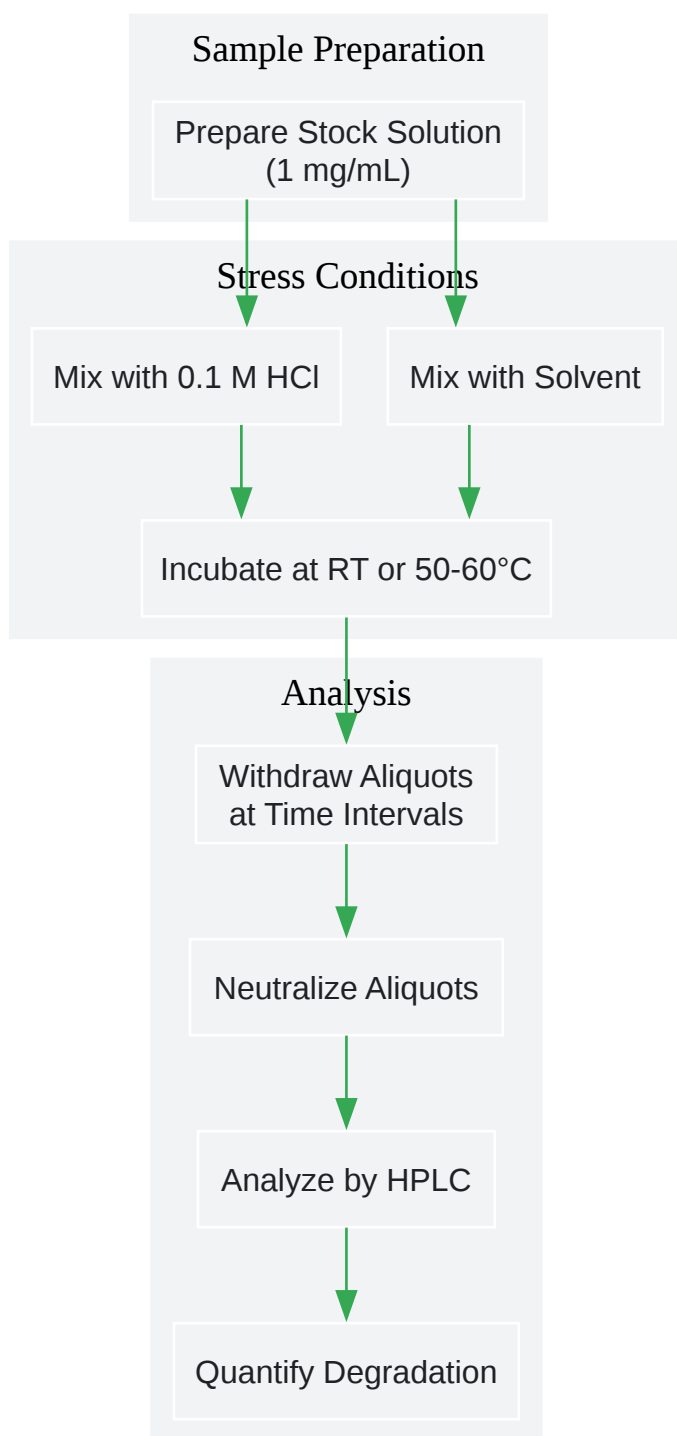 Sample Preparation
Prepare Stock Solution
(1 mg/mL)
Stress Conditions
Mix with 0.1 M HCl
Mix with Solvent
Incubate at RT or 50-60°C
Analysis
Withdraw Aliquots
at Time Intervals
Neutralize Aliquots
Analyze by HPLC
Quantify Degradation